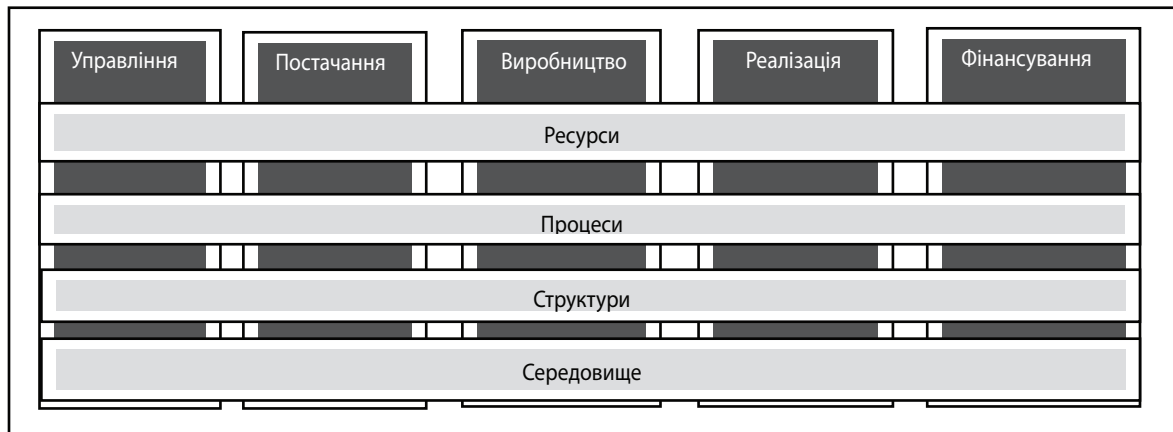 Управління
Постачання
Виробництво
Реалізація
Фінансування
Ресурси
Процеси
Структури
Середовище